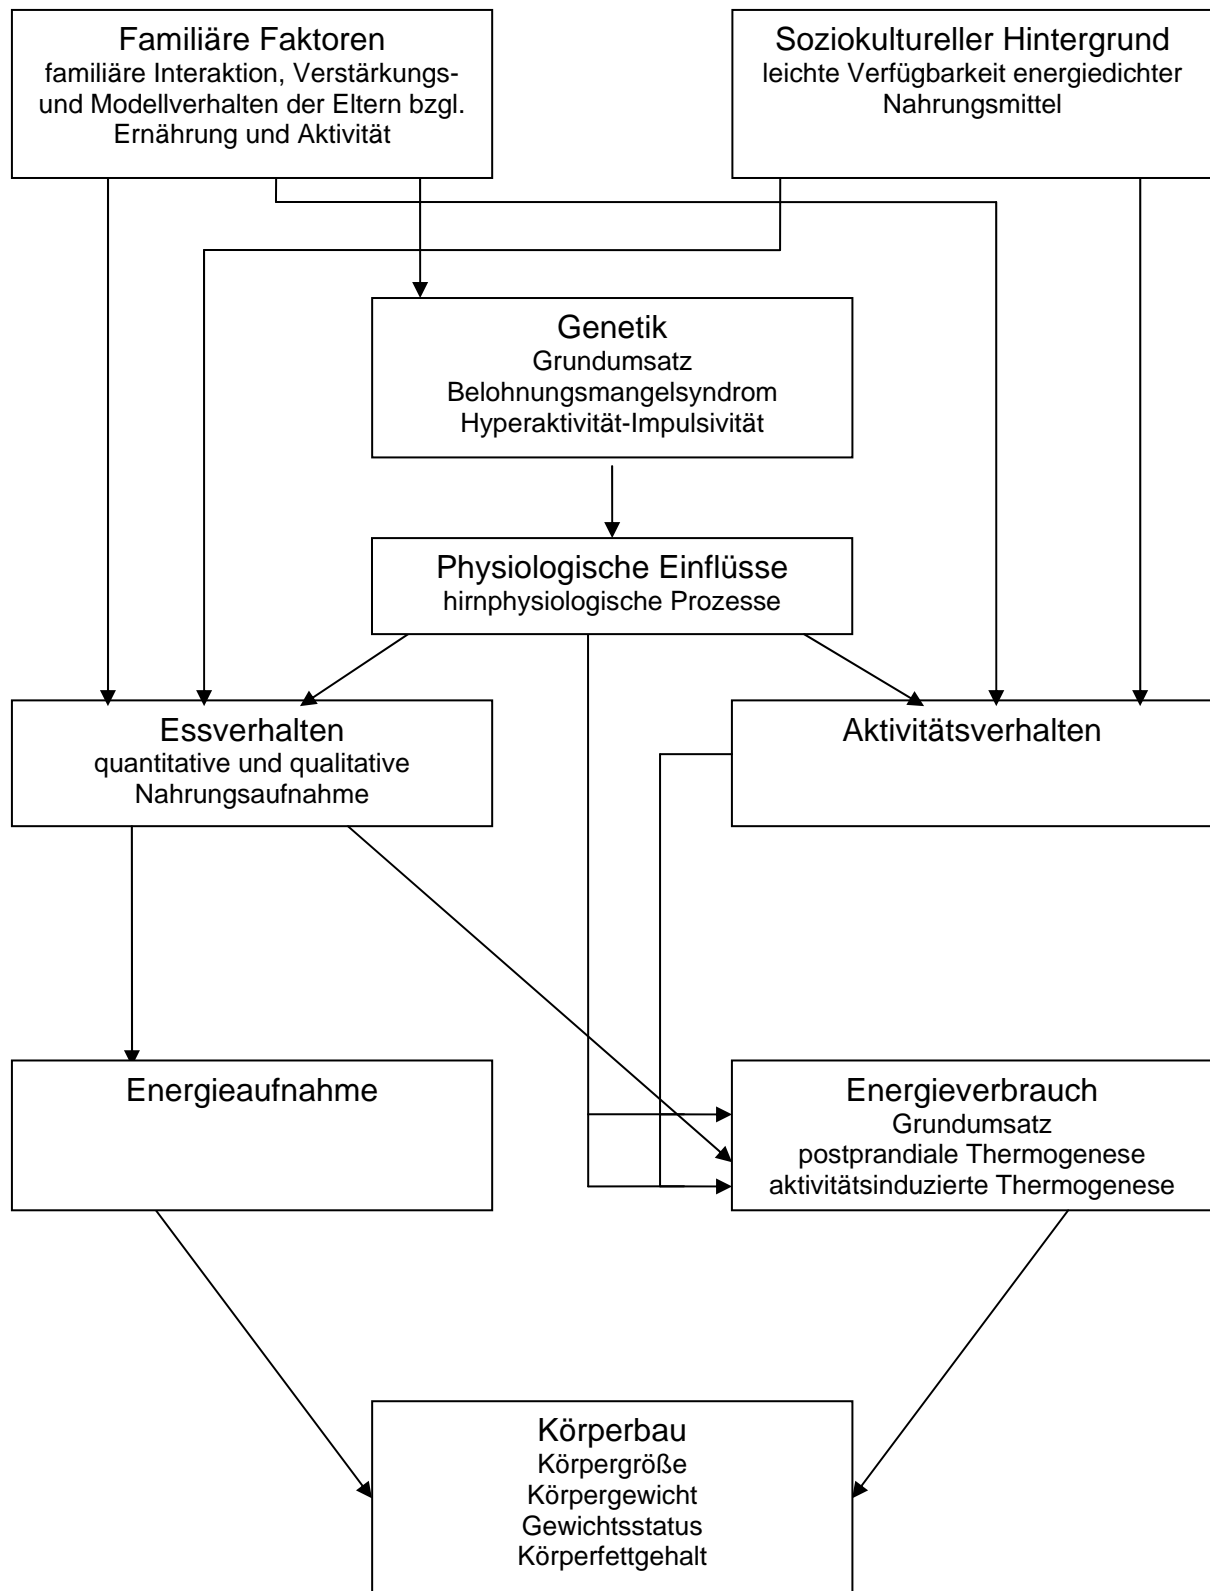 Familiäre Faktoren
familiäre Interaktion, Verstärkungs-
und Modellverhalten der Eltern bzgl.
Ernährung und Aktivität
Soziokultureller Hintergrund
leichte Verfügbarkeit energiedichter
Nahrungsmittel
Genetik
Grundumsatz
Belohnungsmangelsyndrom
Hyperaktivität-Impulsivität
Physiologische Einflüsse
hirnphysiologische Prozesse
Essverhalten
quantitative und qualitative
Nahrungsaufnahme
Aktivitätsverhalten
Energieaufnahme
Energieverbrauch
Grundumsatz
postprandiale Thermogenese
aktivitätsinduzierte Thermogenese
Körperbau
Körpergröße
Körpergewicht
Gewichtsstatus
Körperfettgehalt